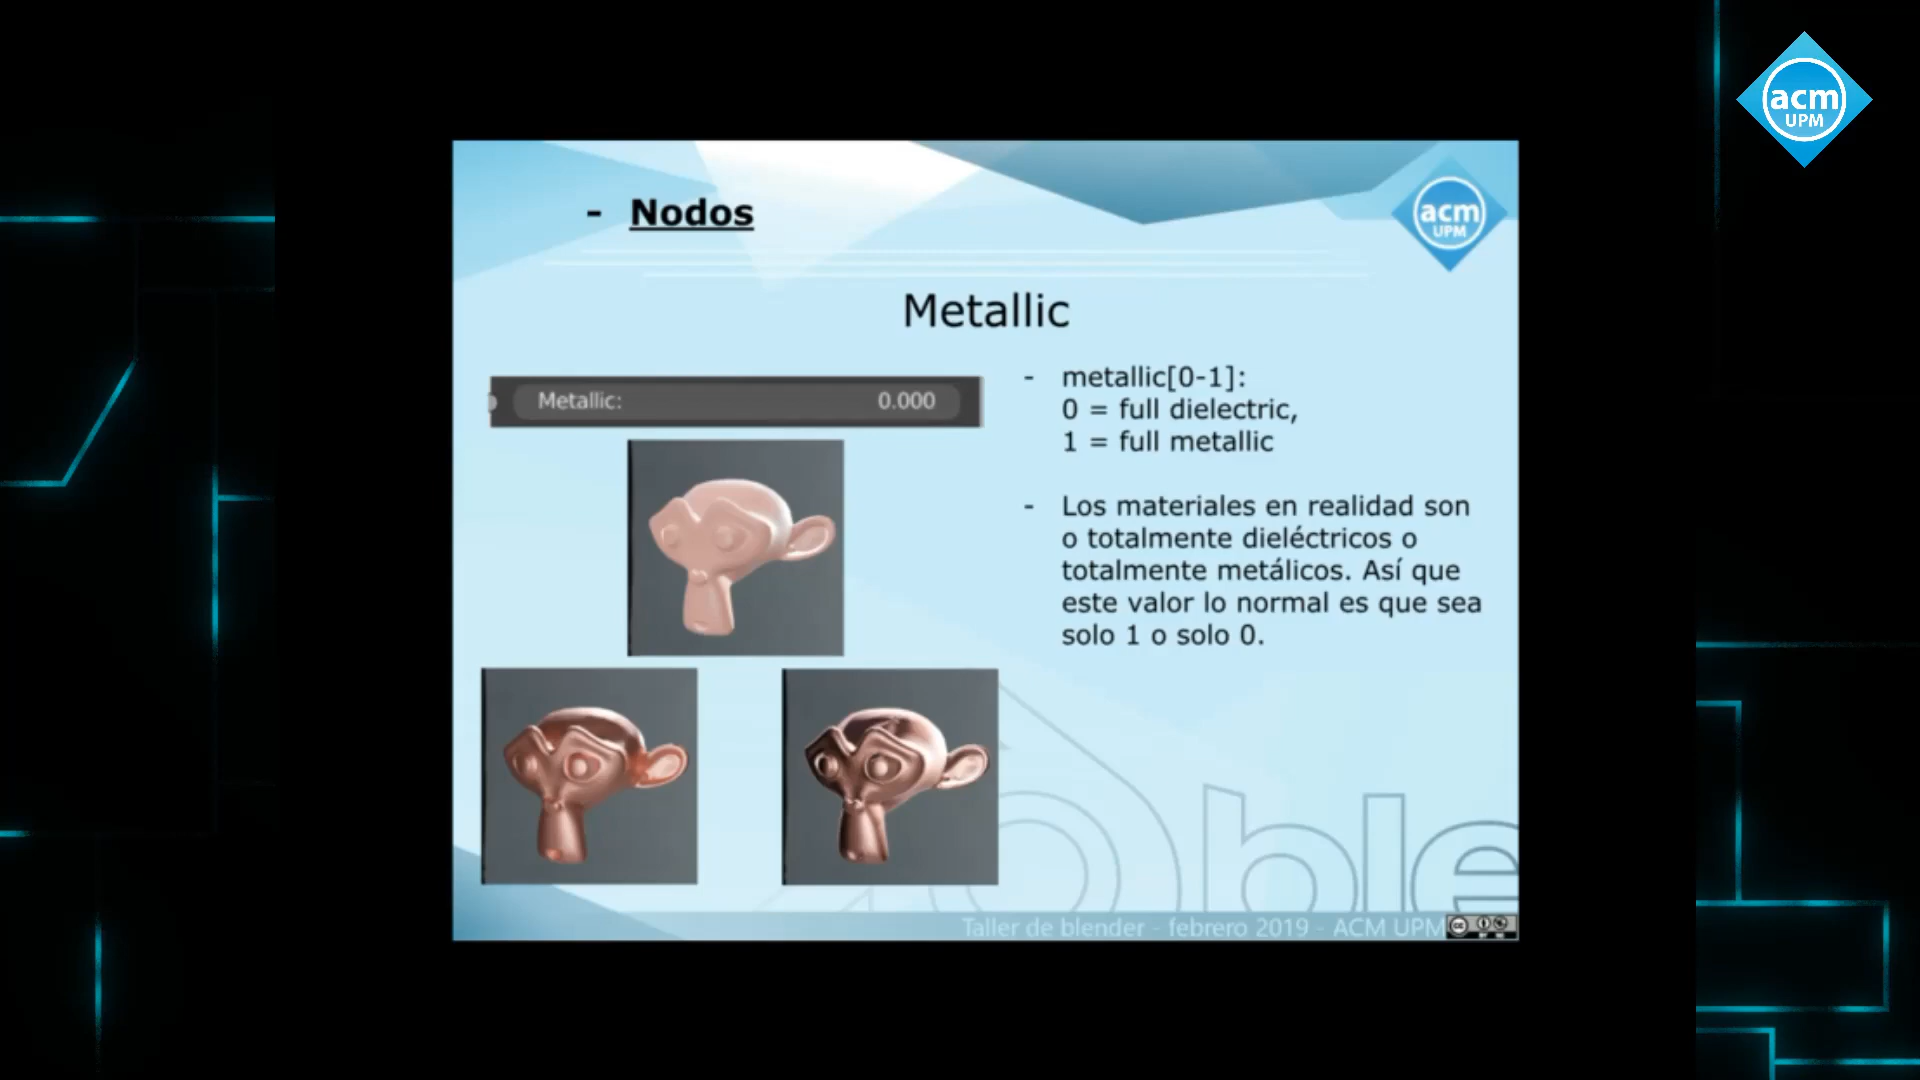 acm
UPM
- Nodos
acm
UPM
Metallic
Metallic: 0.000
- metallic[0-1]:
0 = full dielectric,
1 = full metallic
- Los materiales en realidad son
o totalmente dieléctricos o
totalmente metálicos. Así que
este valor lo normal es que sea
solo 1 o solo 0.
ble
Taller de blender - febrero 2019 - ACM UPM
cc